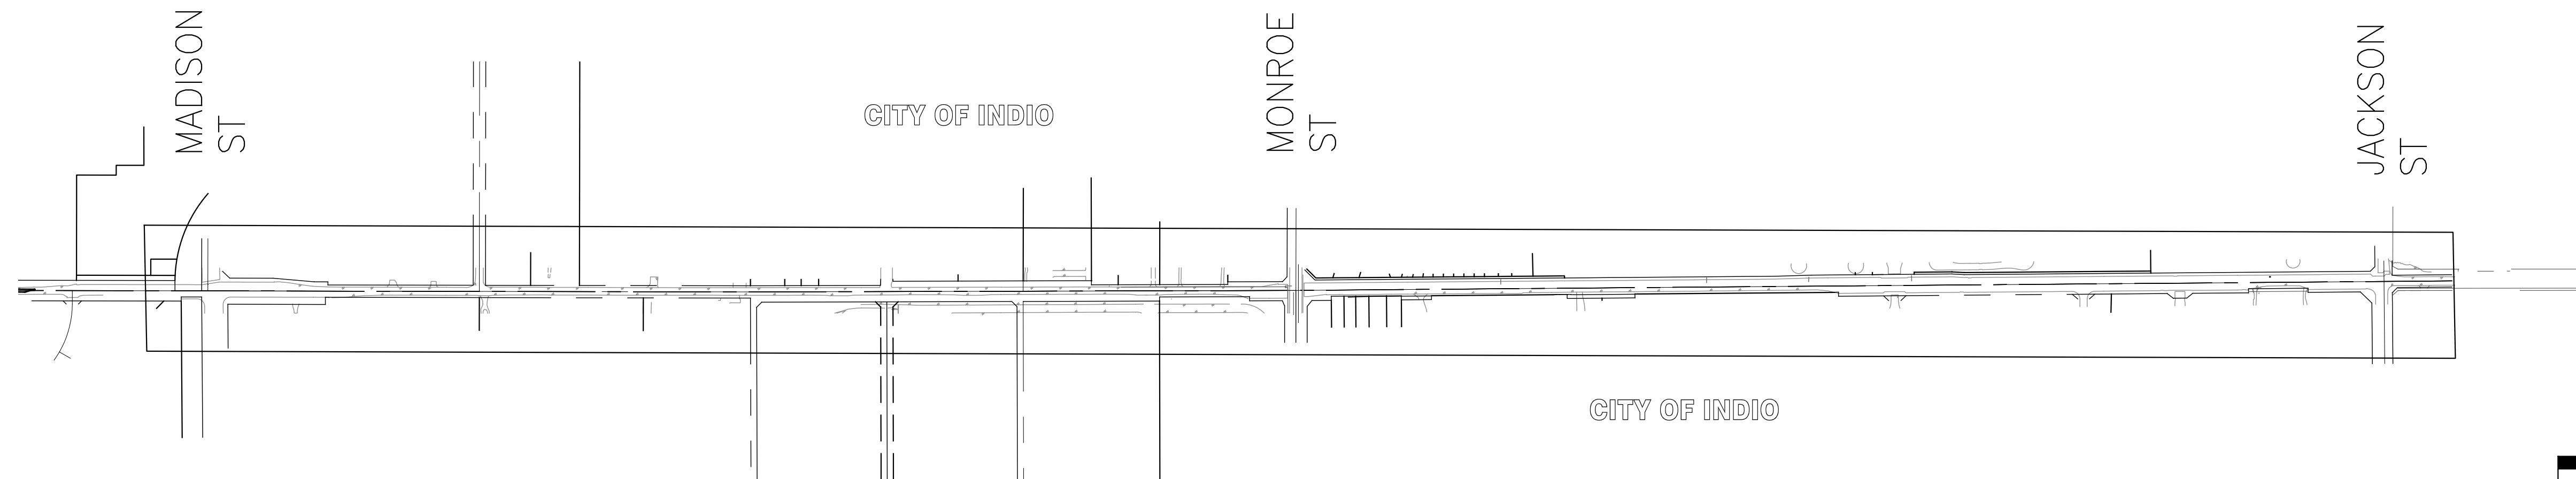 MADISON
ST
CITY OF INDIO
MONROE
ST
JACKSON
ST
CITY OF INDIO